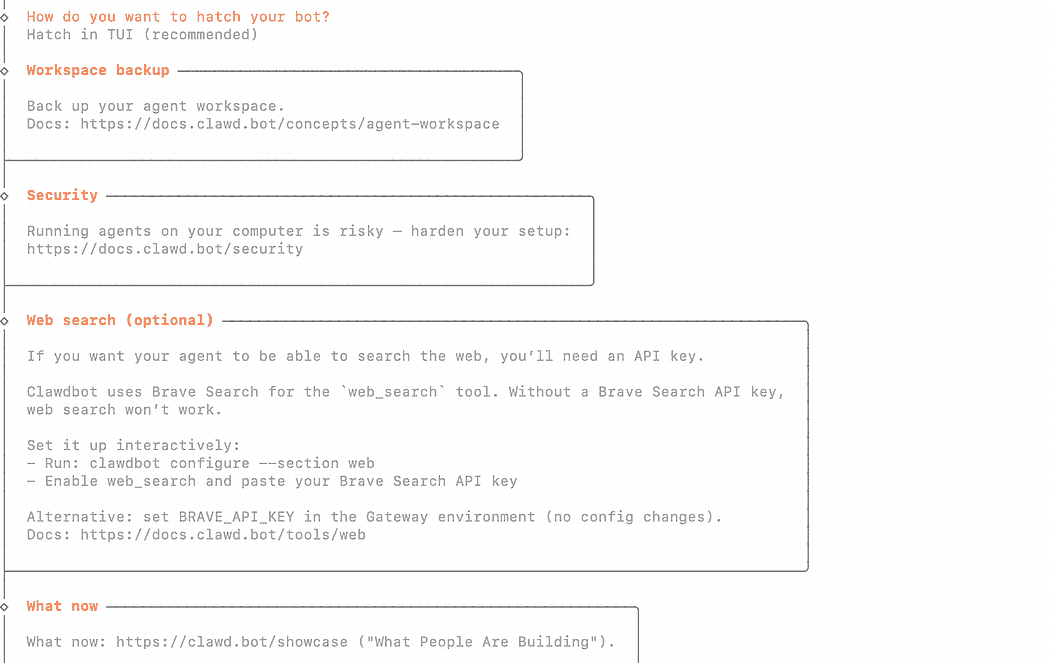 How do you want to hatch your bot?
Hatch in TUI (recommended)
Workspace backup
Back up your agent workspace.
Docs: https://docs.clawd.bot/concepts/agent-workspace
Security
Running agents on your computer is risky — harden your setup:
https://docs.clawd.bot/security
Web search (optional)
If you want your agent to be able to search the web, you’ll need an API key.
Clawdbot uses Brave Search for the `web_search` tool. Without a Brave Search API key,
web search won’t work.
Set it up interactively:
- Run: clawdbot configure --section web
- Enable web_search and paste your Brave Search API key
Alternative: set BRAVE_API_KEY in the Gateway environment (no config changes).
Docs: https://docs.clawd.bot/tools/web
What now
What now: https://clawd.bot/showcase ("What People Are Building").